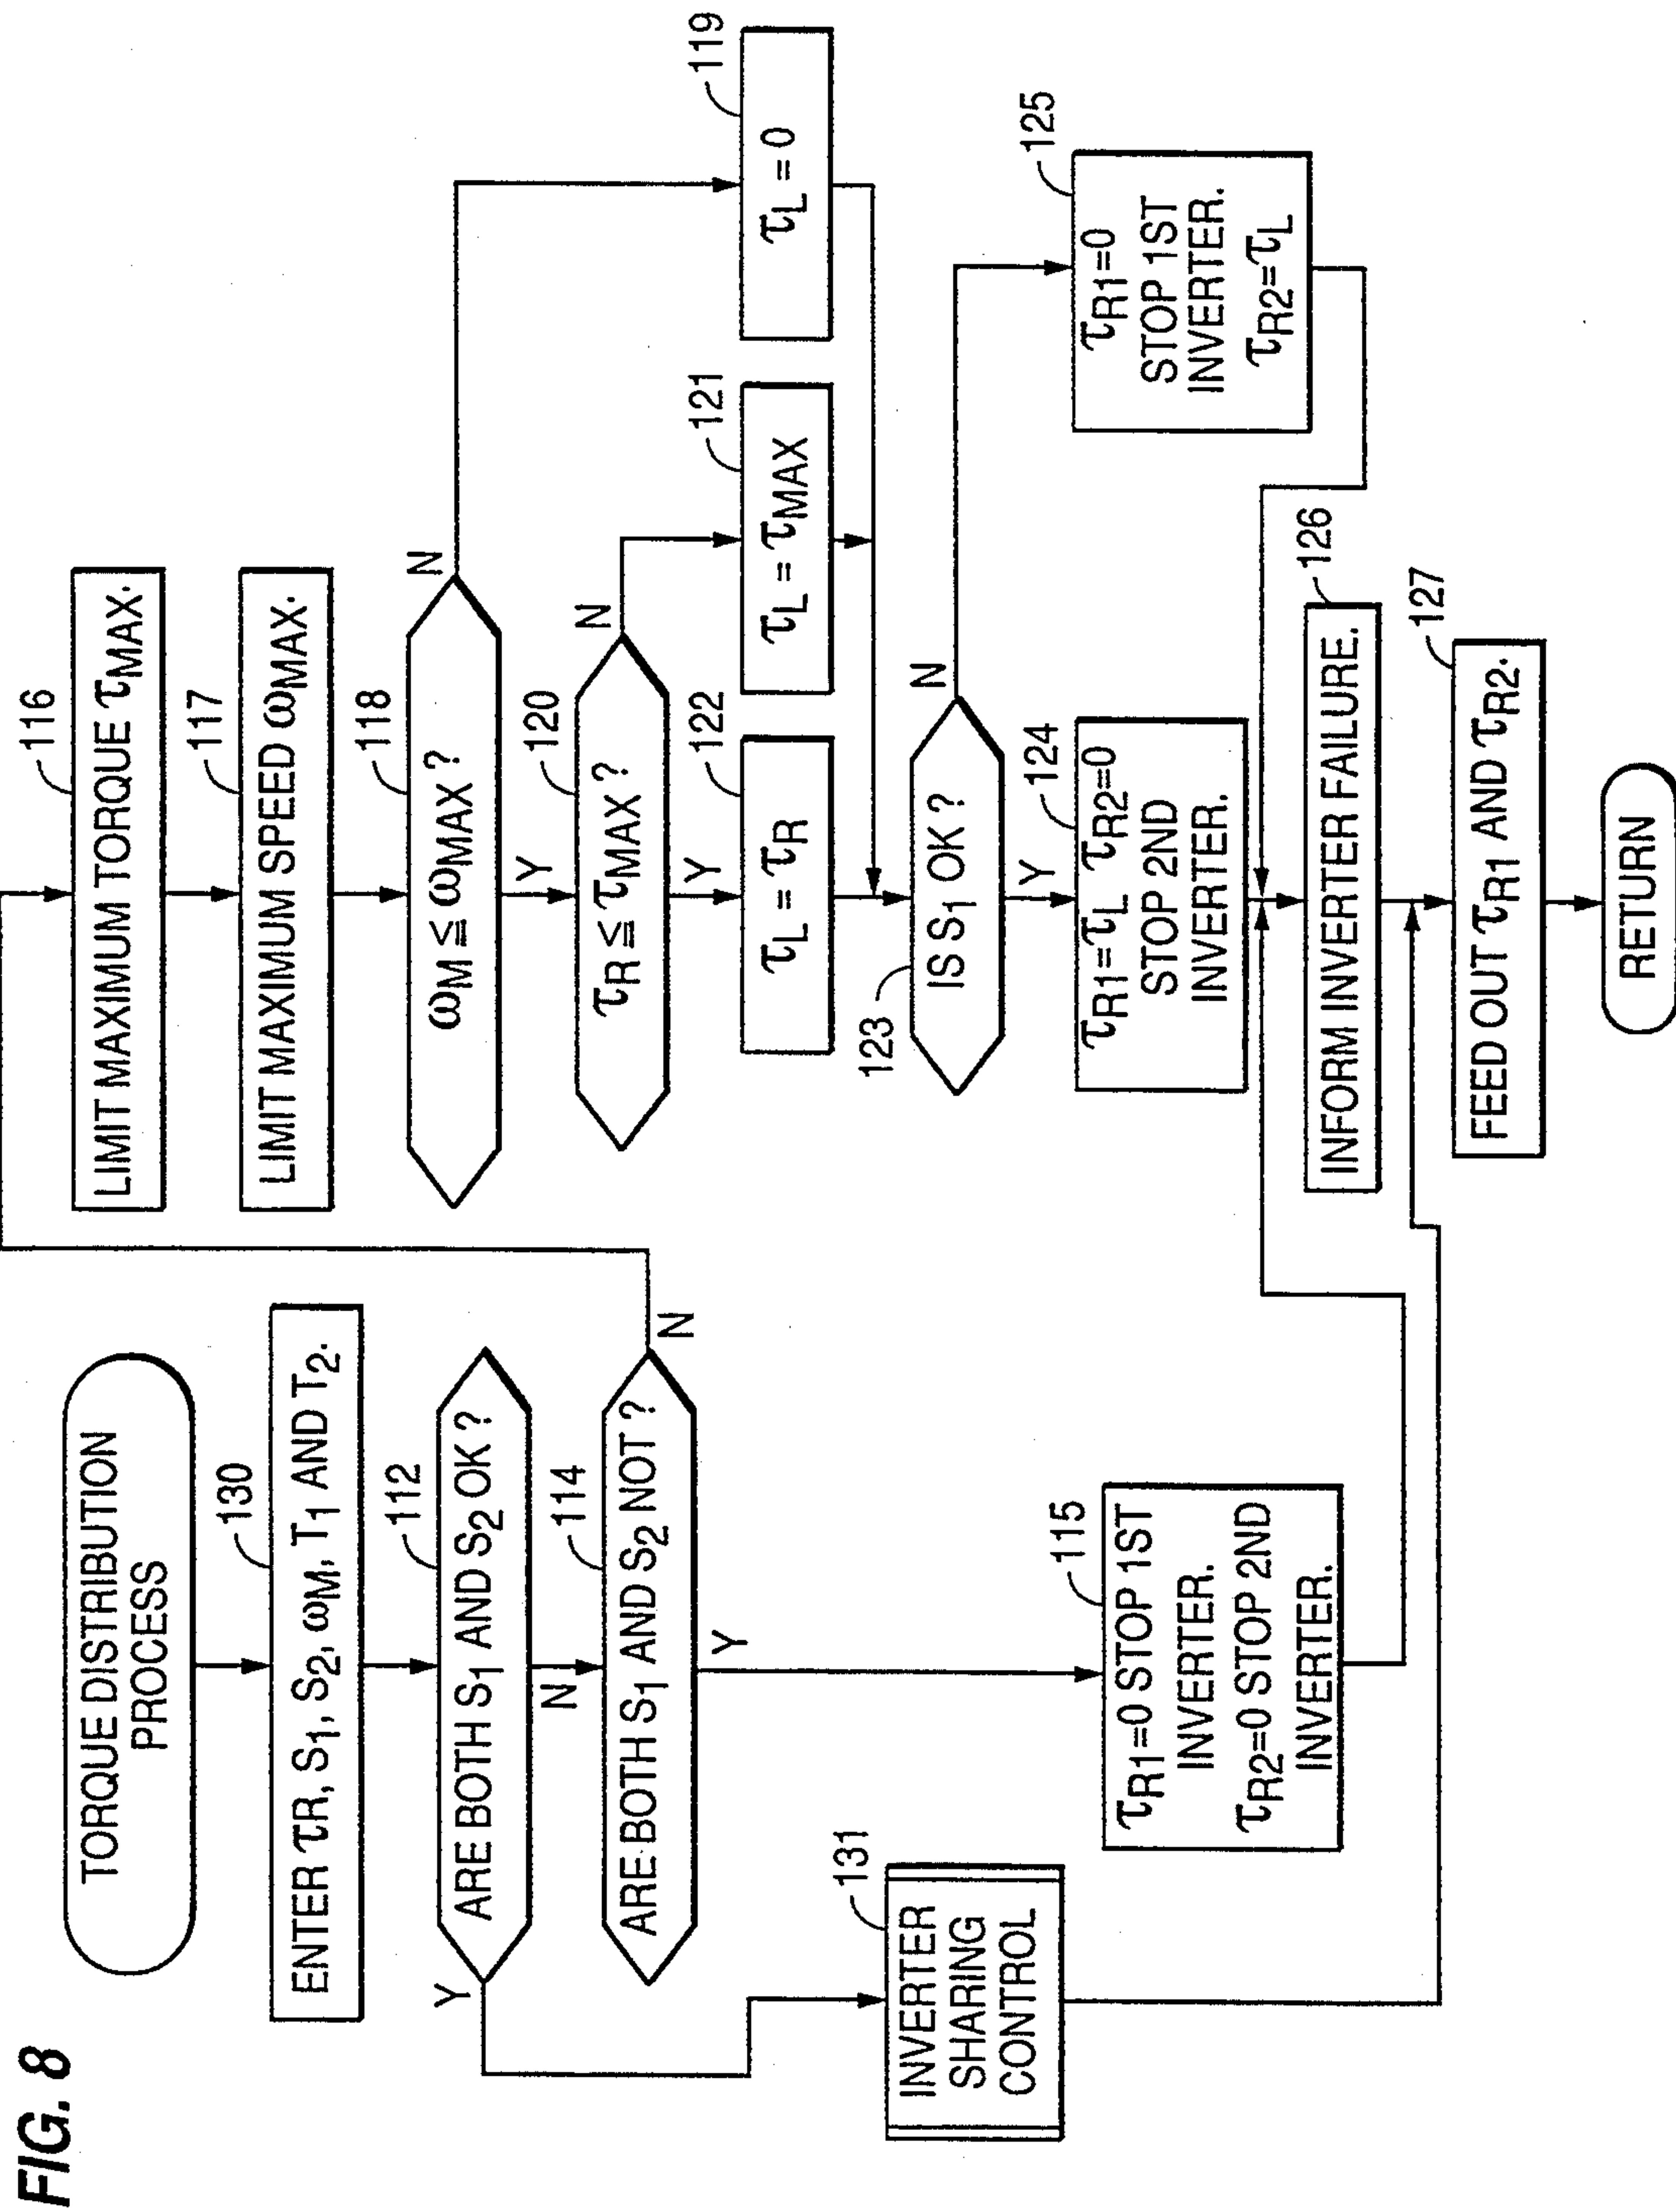 FIG. 8
TORQUE DISTRIBUTION
PROCESS
130
ENTER τR, S1, S2, ωM, T1 AND T2.
112
ARE BOTH S1 AND S2 OK ?
Y
N
114
ARE BOTH S1 AND S2 NOT ?
N
Y
131
INVERTER
SHARING
CONTROL
115
τR1=0 STOP 1ST
INVERTER.
τR2=0 STOP 2ND
INVERTER.
116
LIMIT MAXIMUM TORQUE τMAX.
117
LIMIT MAXIMUM SPEED ωMAX.
118
ωM ≦ ωMAX ?
N
Y
119
τL = 0
120
τR ≦ τMAX ?
N
Y
121
τL = τMAX
122
τL = τR
123
IS S1 OK ?
N
Y
124
τR1=τL τR2=0
STOP 2ND
INVERTER.
125
τR1=0
STOP 1ST
INVERTER.
τR2=τL
126
INFORM INVERTER FAILURE.
127
FEED OUT τR1 AND τR2.
RETURN